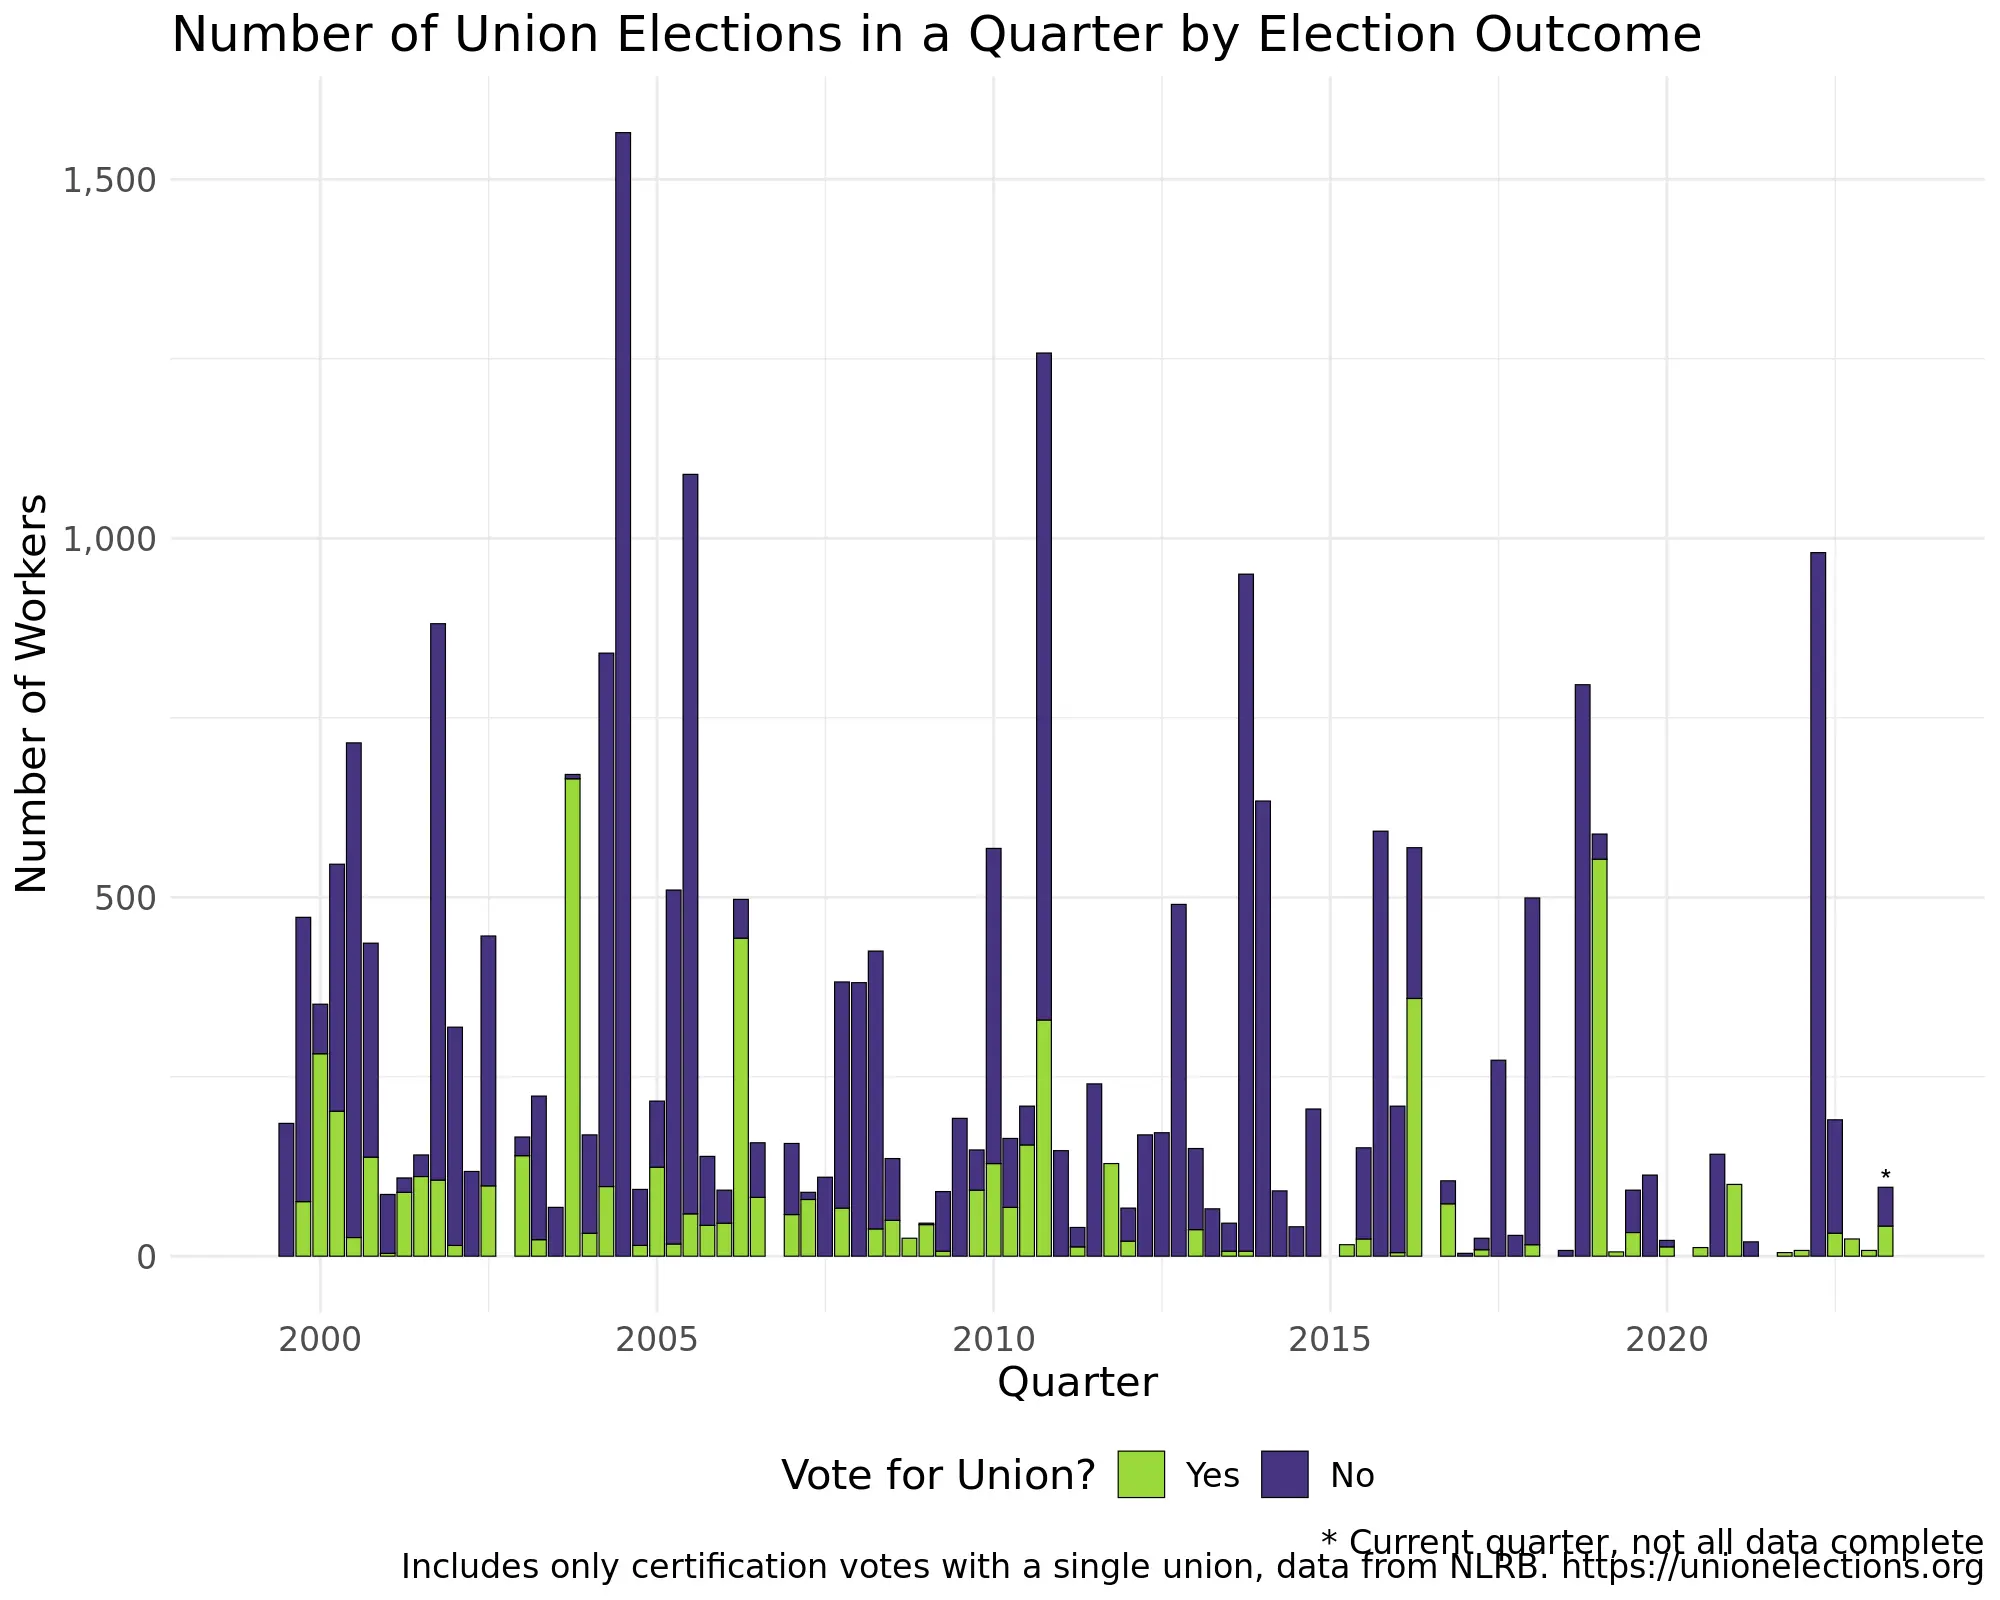 Number of Union Elections in a Quarter by Election Outcome
Number of Workers
1,500
1,000
500
0
*
2000 2005 2010 2015 2020
Quarter
Vote for Union? Yes No
* Current quarter, not all data complete
Includes only certification votes with a single union, data from NLRB. https://unionelections.org